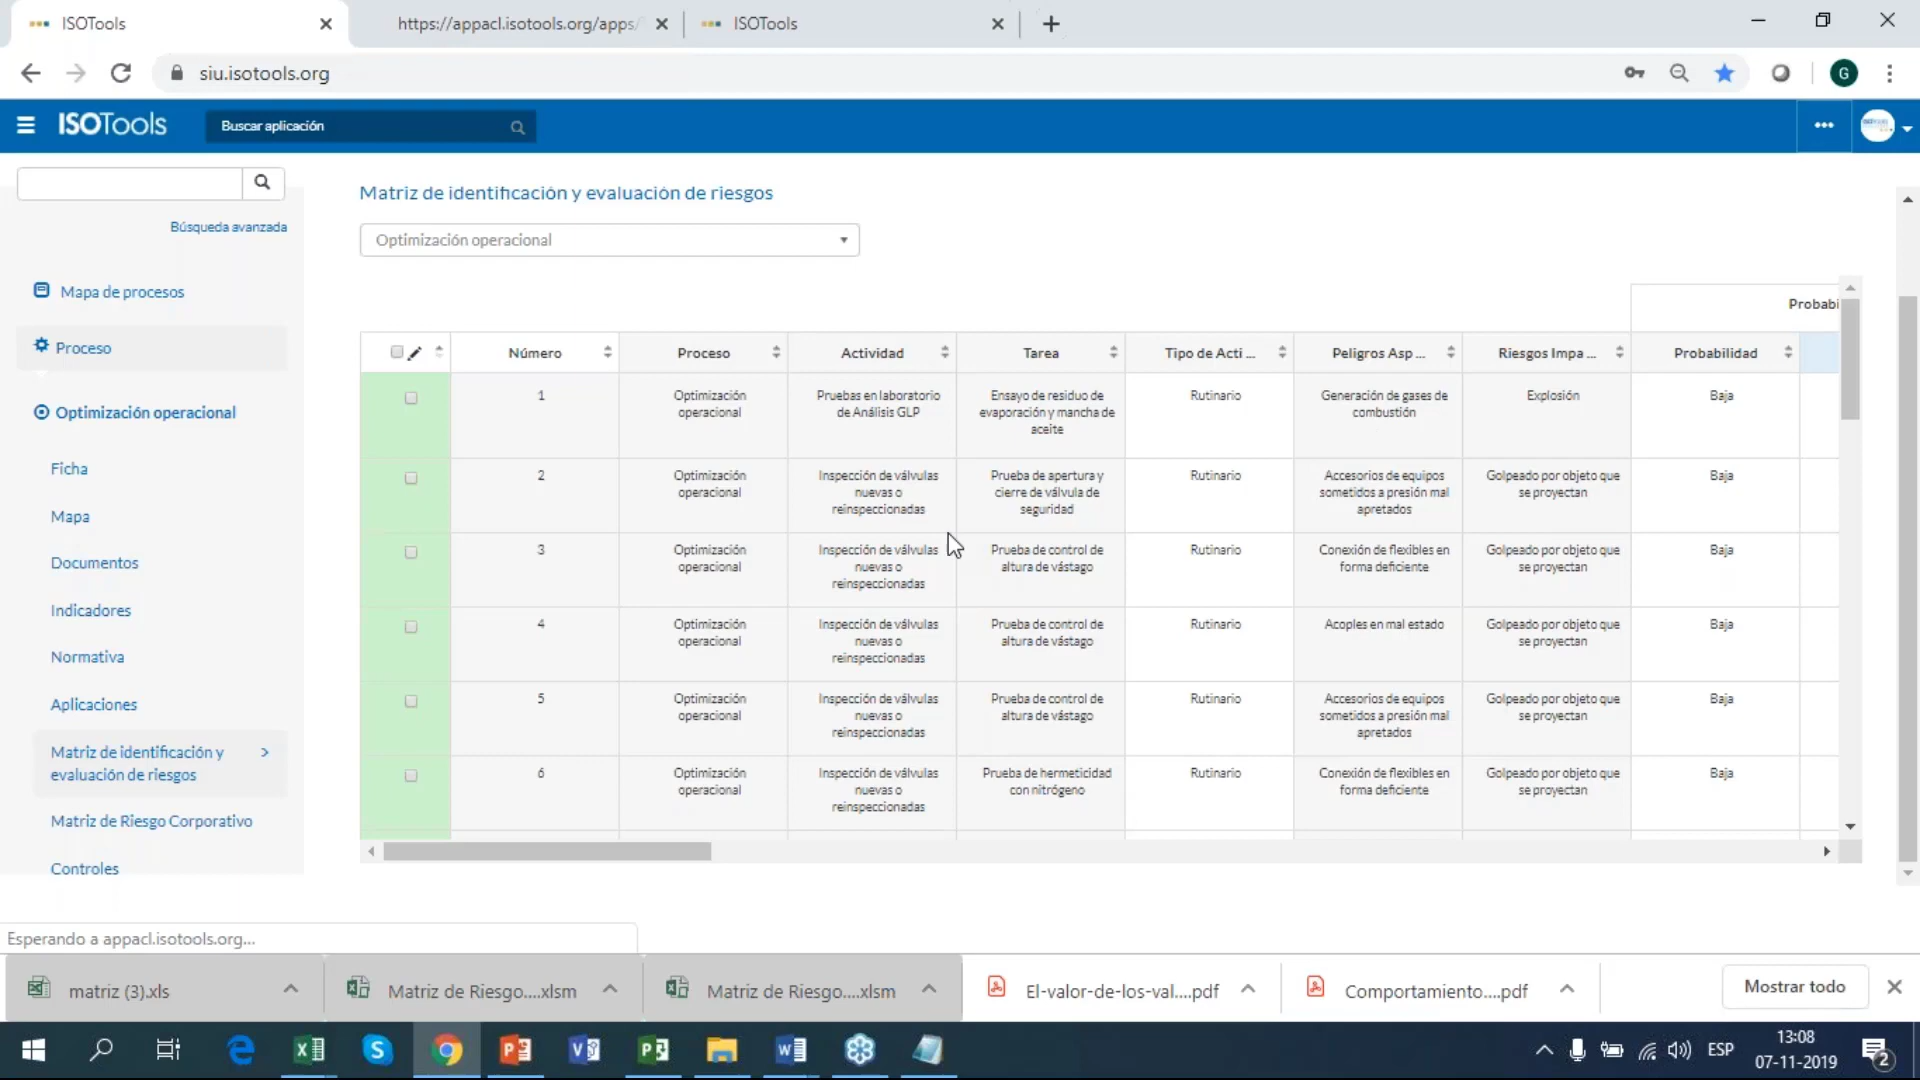 ISOTools
https://appacl.isotools.org/apps/
ISOTools
siu.isotools.org
G
ISOTools
Buscar aplicación
Búsqueda avanzada
Mapa de procesos
Proceso
Optimización operacional
Ficha
Mapa
Documentos
Indicadores
Normativa
Aplicaciones
Matriz de identificación y
evaluación de riesgos
Matriz de Riesgo Corporativo
Controles
Matriz de identificación y evaluación de riesgos
Optimización operacional
Probabi
Número Proceso Actividad Tarea Tipo de Acti ... Peligros Asp ... Riesgos Impa ... Probabilidad
1 Optimización Pruebas en laboratorio Ensayo de residuo de Rutinario Generación de gases de Explosión Baja
operacional de Análisis GLP evaporación y mancha de combustión
aceite
2 Optimización Inspección de válvulas Prueba de apertura y Rutinario Accesorios de equipos Golpeado por objeto que Baja
operacional nuevas o cierre de válvula de sometidos a presión mal se proyectan
reinspeccionadas seguridad apretados
3 Optimización Inspección de válvulas Prueba de control de Rutinario Conexión de flexibles en Golpeado por objeto que Baja
operacional nuevas o altura de vástago forma deficiente se proyectan
reinspeccionadas
4 Optimización Inspección de válvulas Prueba de control de Rutinario Acoples en mal estado Golpeado por objeto que Baja
operacional nuevas o altura de vástago se proyectan
reinspeccionadas
5 Optimización Inspección de válvulas Prueba de control de Rutinario Accesorios de equipos Golpeado por objeto que Baja
operacional nuevas o altura de vástago sometidos a presión mal se proyectan
reinspeccionadas apretados
6 Optimización Inspección de válvulas Prueba de hermeticidad Rutinario Conexión de flexibles en Golpeado por objeto que Baja
operacional nuevas o con nitrógeno forma deficiente se proyectan
reinspeccionadas
Esperando a appacl.isotools.org...
matriz (3).xls
Matriz de Riesgo....xlsm
Matriz de Riesgo....xlsm
El-valor-de-los-val....pdf
Comportamiento....pdf
Mostrar todo
ESP
13:08
07-11-2019
2